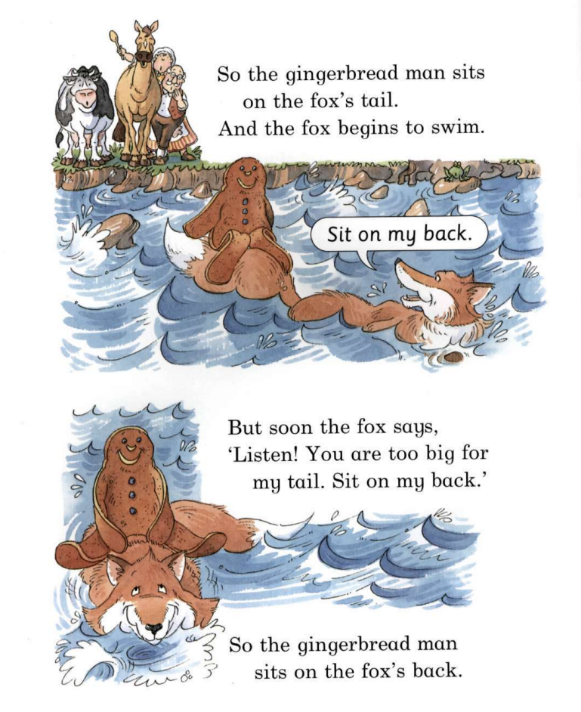 So the gingerbread man sits
on the fox's tail.
And the fox begins to swim.
Sit on my back.
But soon the fox says,
‘Listen! You are too big for
my tail. Sit on my back.’
So the gingerbread man
sits on the fox's back.